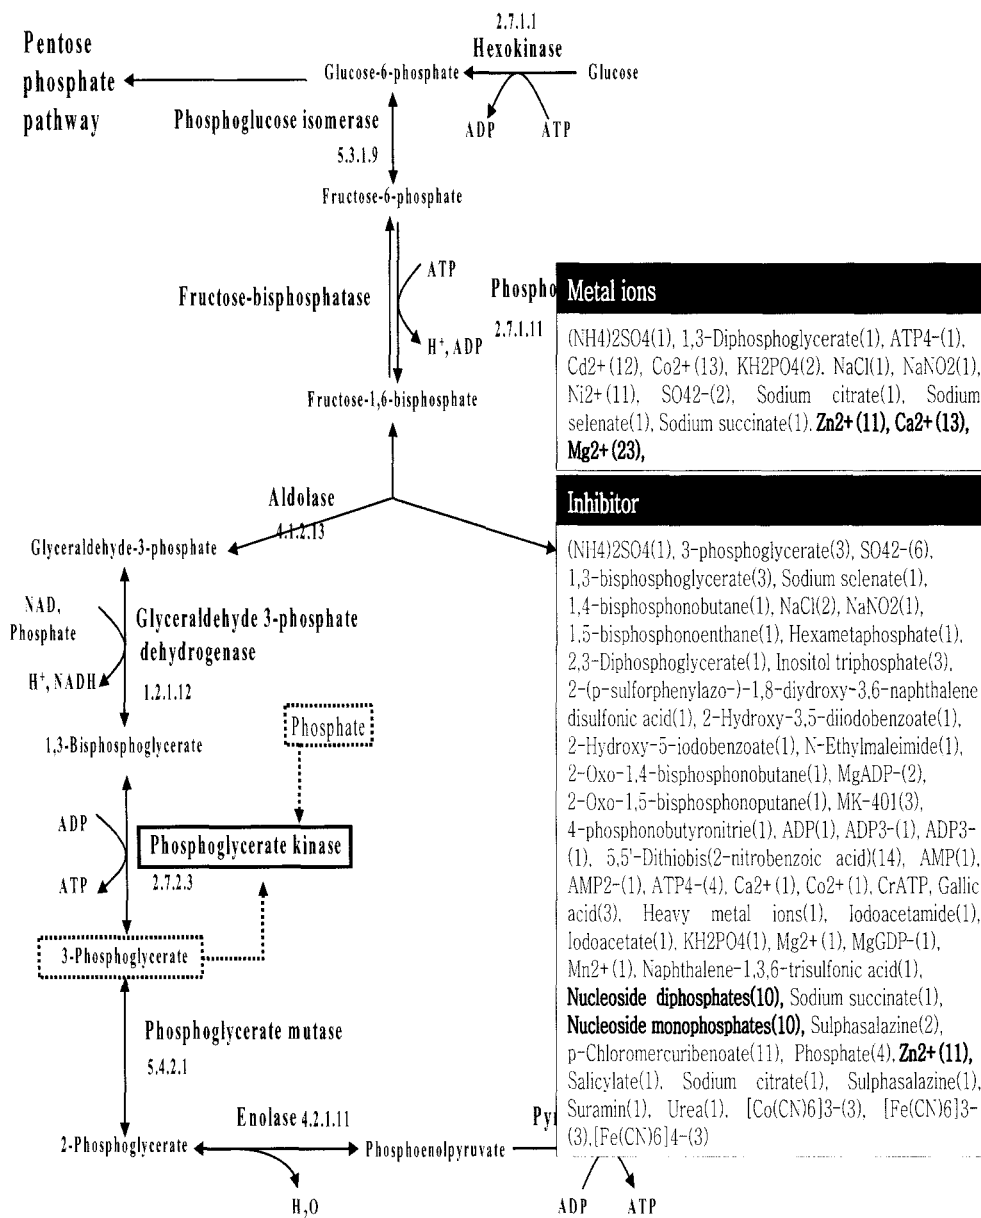 2.7.1.1
Hexokinase
Pentose
phosphate
pathway
Glucose-6-phosphate
Glucose
ADP
ATP
Phosphoglucose isomerase
5.3.1.9
Fructose-6-phosphate
ATP
Fructose-bisphosphatase
Phospho
2.7.1.11
H+, ADP
Fructose-1,6-bisphosphate
Aldolase
4.1.2.13
Glyceraldehyde-3-phosphate
NAD,
Phosphate
Glyceraldehyde 3-phosphate
dehydrogenase
H+, NADH
1.2.1.12
Phosphate
1,3-Bisphosphoglycerate
ADP
Phosphoglycerate kinase
2.7.2.3
ATP
3-Phosphoglycerate
Phosphoglycerate mutase
5.4.2.1
Enolase 4.2.1.11
Pyr
2-Phosphoglycerate
Phosphoenolpyruvate
H2O
ADP
ATP
Metal ions
(NH4)2SO4(1), 1,3-Diphosphoglycerate(1), ATP4-(1),
Cd2+(12), Co2+(13), KH2PO4(2). NaCl(1), NaNO2(1),
Ni2+(11), SO42-(2), Sodium citrate(1), Sodium
selenate(1), Sodium succinate(1). Zn2+(11), Ca2+(13),
Mg2+(23),
Inhibitor
(NH4)2SO4(1), 3-phosphoglycerate(3), SO42-(6),
1,3-bisphosphoglycerate(3), Sodium sclenate(1),
1,4-bisphosphonobutane(1), NaCl(2), NaNO2(1),
1,5-bisphosphonoenthane(1), Hexametaphosphate(1),
2,3-Diphosphoglycerate(1), Inositol triphosphate(3),
2-(p-sulforphenylazo-)-1,8-diydroxy-3,6-naphthalene
disulfonic acid(1), 2-Hydroxy-3,5-diiodobenzoate(1),
2-Hydroxy-5-iodobenzoate(1), N-Ethylmaleimide(1),
2-Oxo-1,4-bisphosphonobutane(1), MgADP-(2),
2-Oxo-1,5-bisphosphonoputane(1), MK-401(3),
4-phosphonobutyronitrie(1), ADP(1), ADP3-(1), ADP3-
(1), 5,5'-Dithiobis(2-nitrobenzoic acid)(14), AMP(1),
AMP2-(1), ATP4-(4), Ca2+(1), Co2+(1), CrATP, Gallic
acid(3), Heavy metal ions(1), Iodoacetamide(1),
Iodoacetate(1), KH2PO4(1), Mg2+(1), MgGDP-(1),
Mn2+(1), Naphthalene-1,3,6-trisulfonic acid(1),
Nucleoside diphosphates(10), Sodium succinate(1),
Nucleoside monophosphates(10), Sulphasalazine(2),
p-Chloromercuribenoate(11), Phosphate(4), Zn2+(11),
Salicylate(1), Sodium citrate(1), Sulphasalazine(1),
Suramin(1), Urea(1), [Co(CN)6]3-(3), [Fe(CN)6]3-
(3),[Fe(CN)6]4-(3)